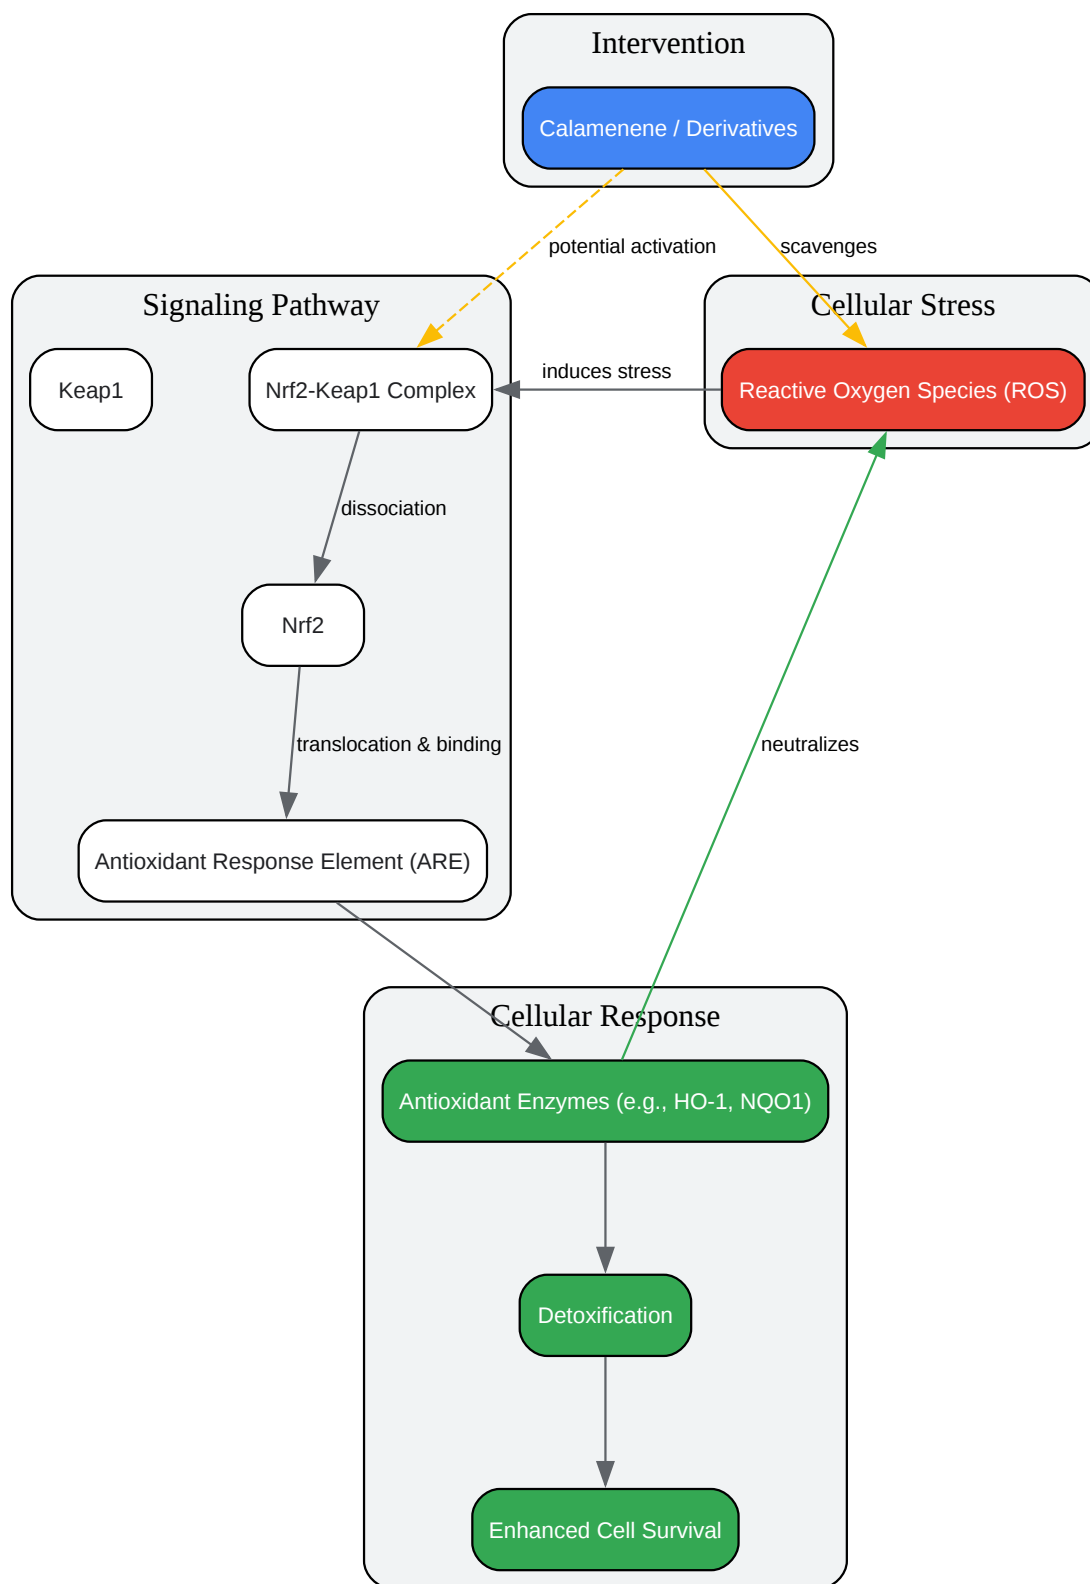 Intervention
Calamenene / Derivatives
potential activation
scavenges
Signaling Pathway
Cellular Stress
Keap1
Nrf2-Keap1 Complex
induces stress
Reactive Oxygen Species (ROS)
dissociation
Nrf2
translocation & binding
neutralizes
Antioxidant Response Element (ARE)
Cellular Response
Antioxidant Enzymes (e.g., HO-1, NQO1)
Detoxification
Enhanced Cell Survival